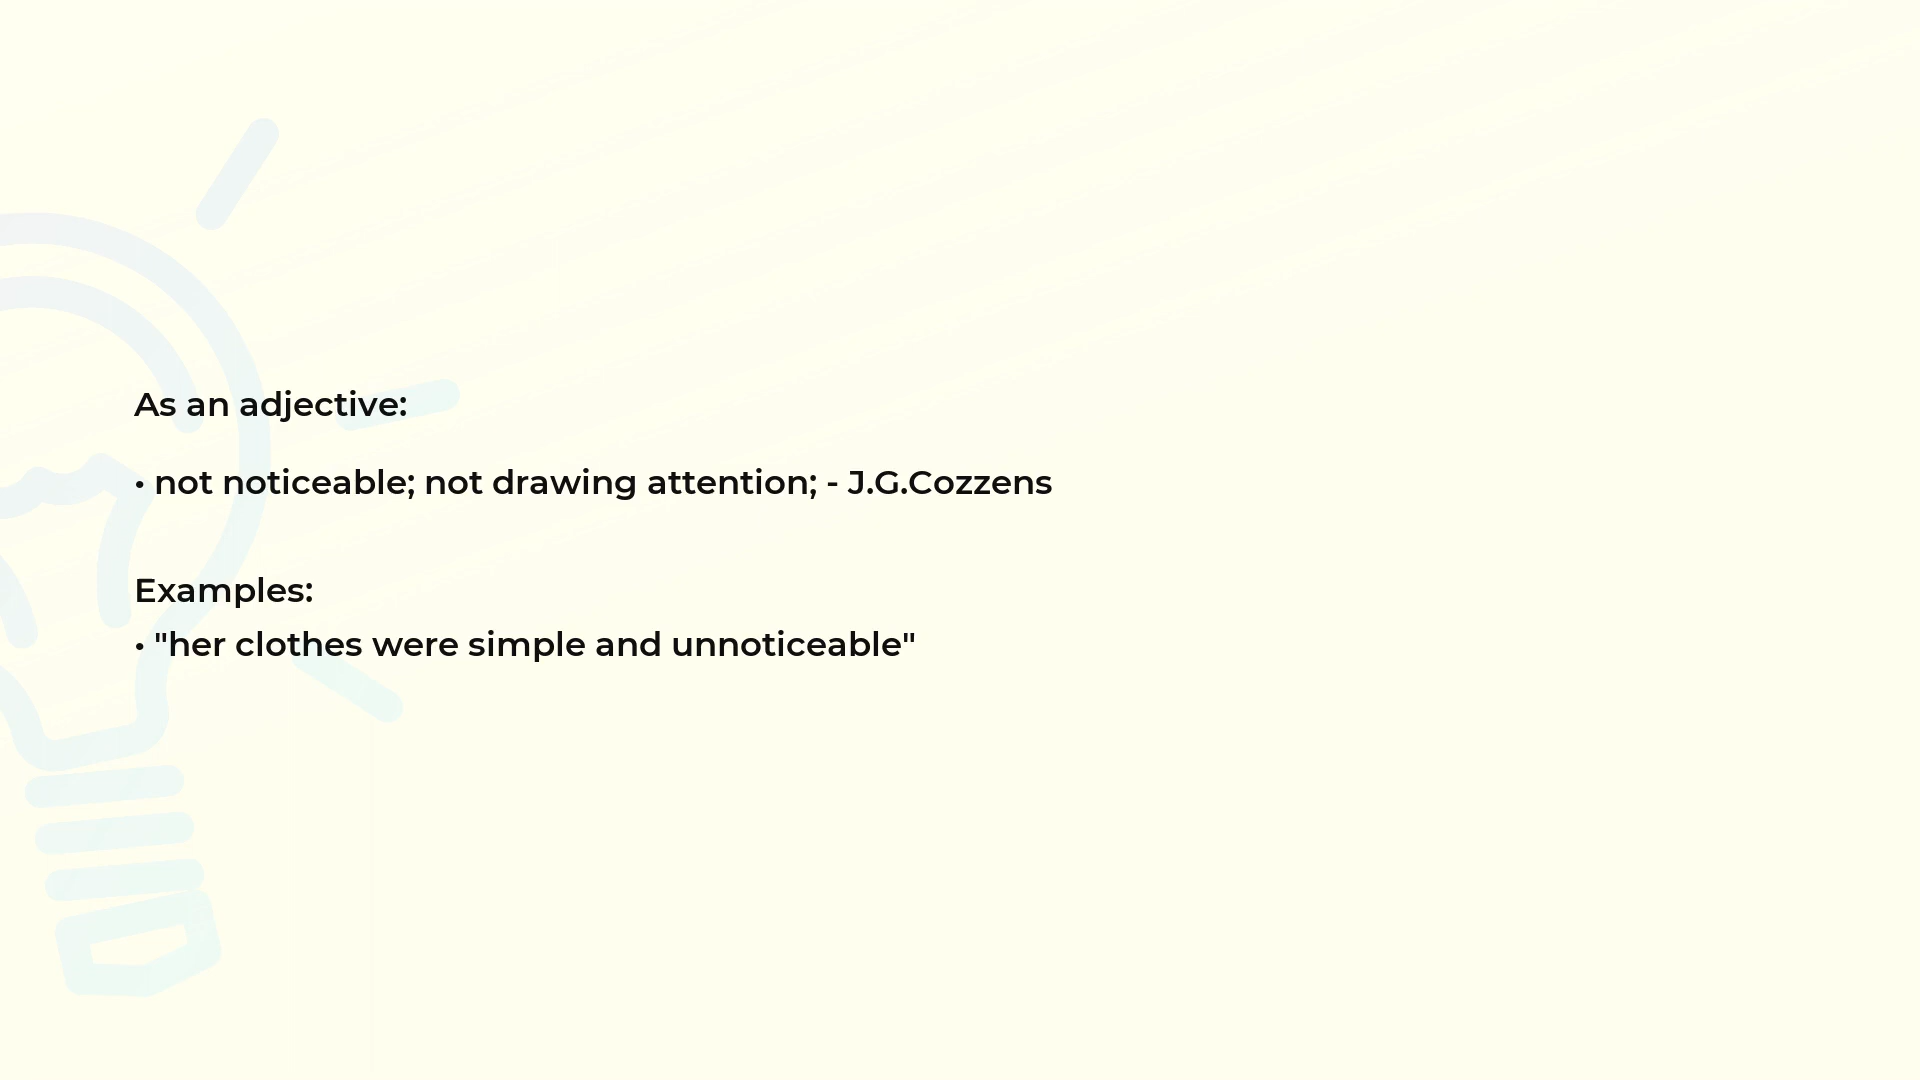 As an adjective:
• not noticeable; not drawing attention; - J.G.Cozzens
Examples:
• "her clothes were simple and unnoticeable"